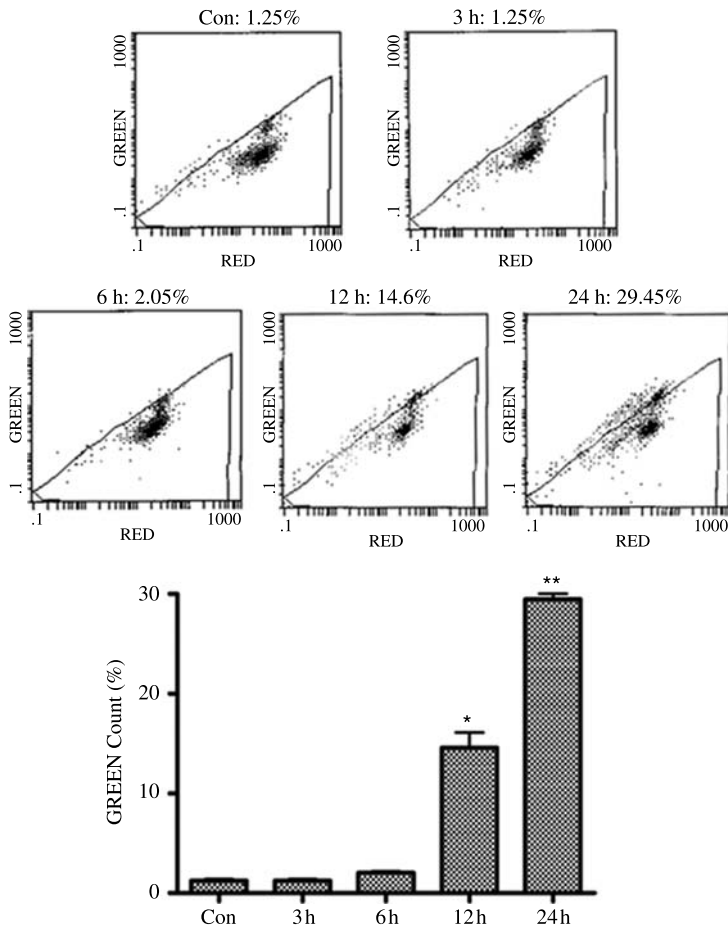 Con: 1.25%
3 h: 1.25%
1000
GREEN
.1
.1
1000
RED
1000
GREEN
.1
.1
1000
RED
6 h: 2.05%
12 h: 14.6%
24 h: 29.45%
1000
GREEN
.1
.1
1000
RED
1000
GREEN
.1
.1
1000
RED
1000
GREEN
.1
.1
1000
RED
GREEN Count (%)
30
20
10
0
*
**
Con
3 h
6 h
12 h
24 h